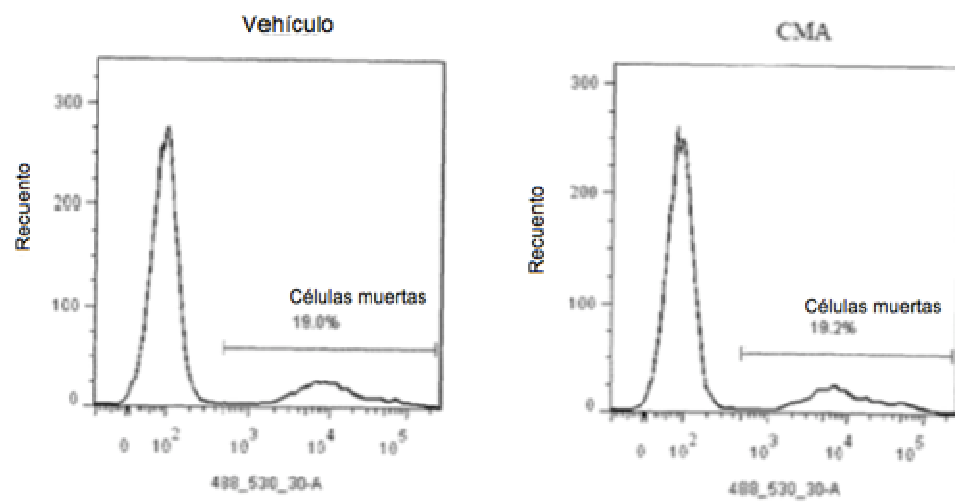 Vehículo
300
200
100
0
Recuento
Células muertas
19.0%
0 10² 10³ 10⁴ 10⁵
488_530_30-A
CMA
300
200
100
0
Recuento
Células muertas
19.2%
0 10² 10³ 10⁴ 10⁵
488_530_30-A